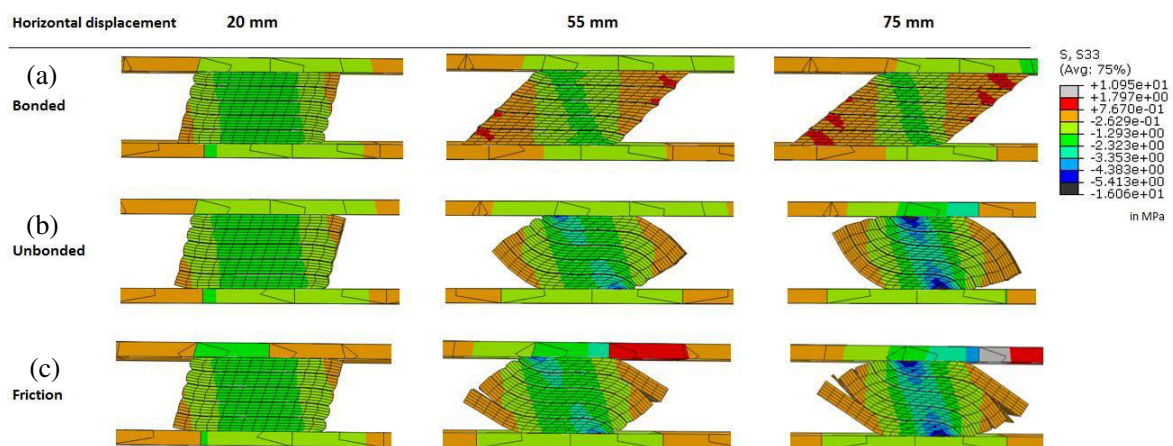 Horizontal displacement 20 mm 55 mm 75 mm
(a)
Bonded
(b)
Unbonded
(c)
Friction
S, S33
(Avg: 75%)
+1.095e+01
+1.797e+00
+7.670e-01
-2.629e-01
-1.293e+00
-2.323e+00
-3.353e+00
-4.383e+00
-5.413e+00
-1.606e+01
in MPa